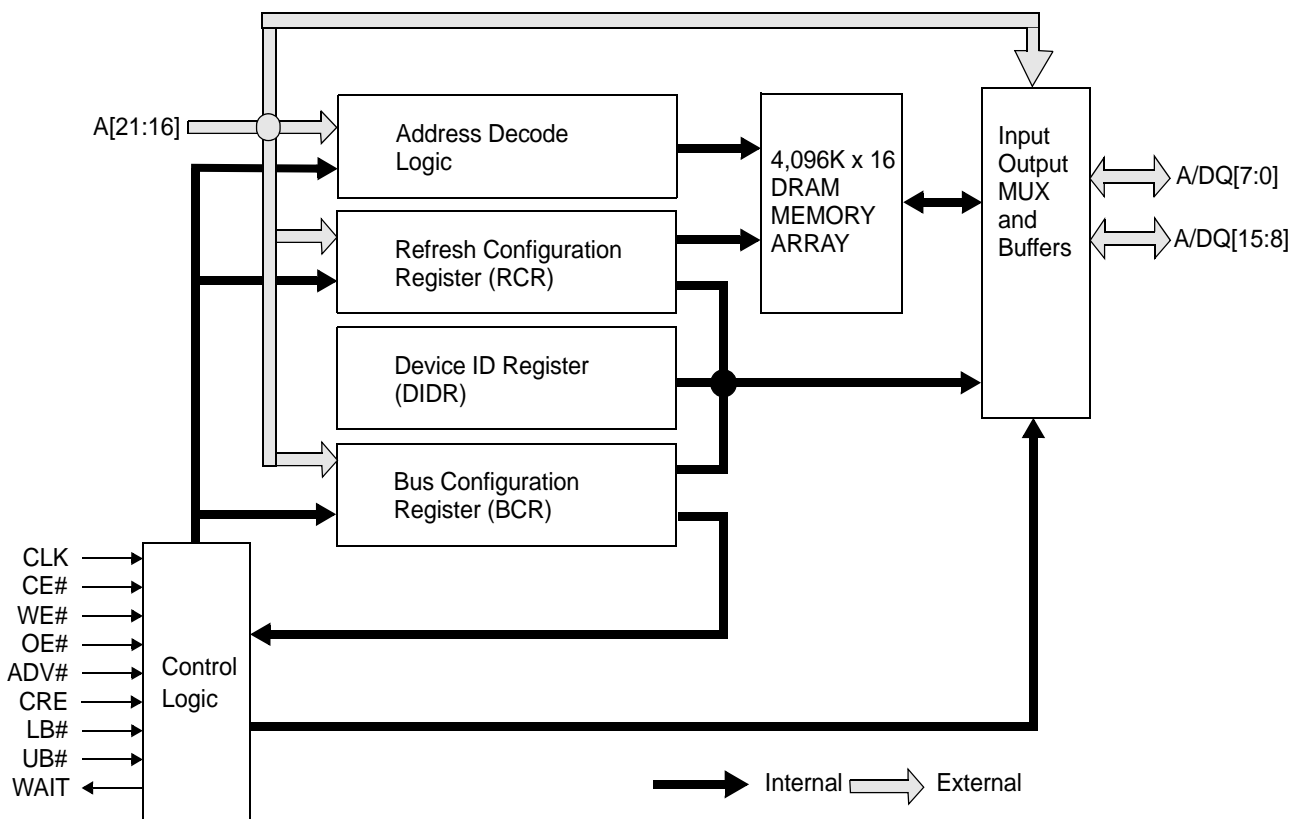 A[21:16]
Address Decode
Logic
4,096K x 16
DRAM
MEMORY
ARRAY
Input
Output
MUX
and
Buffers
A/DQ[7:0]
A/DQ[15:8]
Refresh Configuration
Register (RCR)
Device ID Register
(DIDR)
Bus Configuration
Register (BCR)
CLK
CE#
WE#
OE#
ADV#
CRE
LB#
UB#
WAIT
Control
Logic
Internal
External